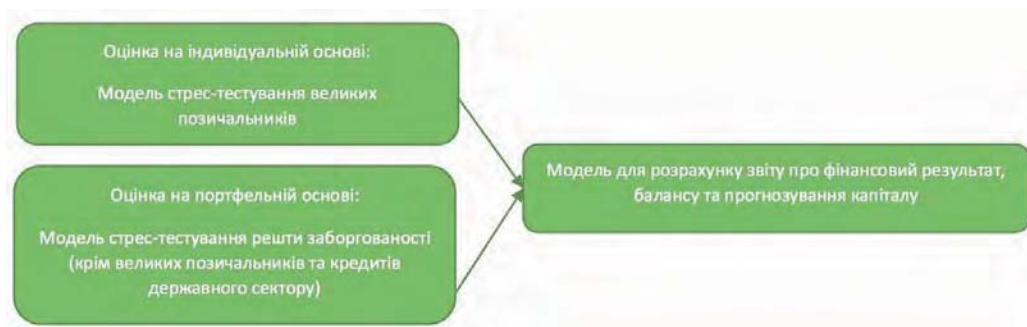 Оцінка на індивідуальній основі:
Модель стрес-тестування великих
позичальників
Оцінка на портфельній основі:
Модель стрес-тестування решти заборгованості
(крім великих позичальників та кредитів
державного сектору)
Модель для розрахунку звіту про фінансовий результат,
балансу та прогнозування капіталу